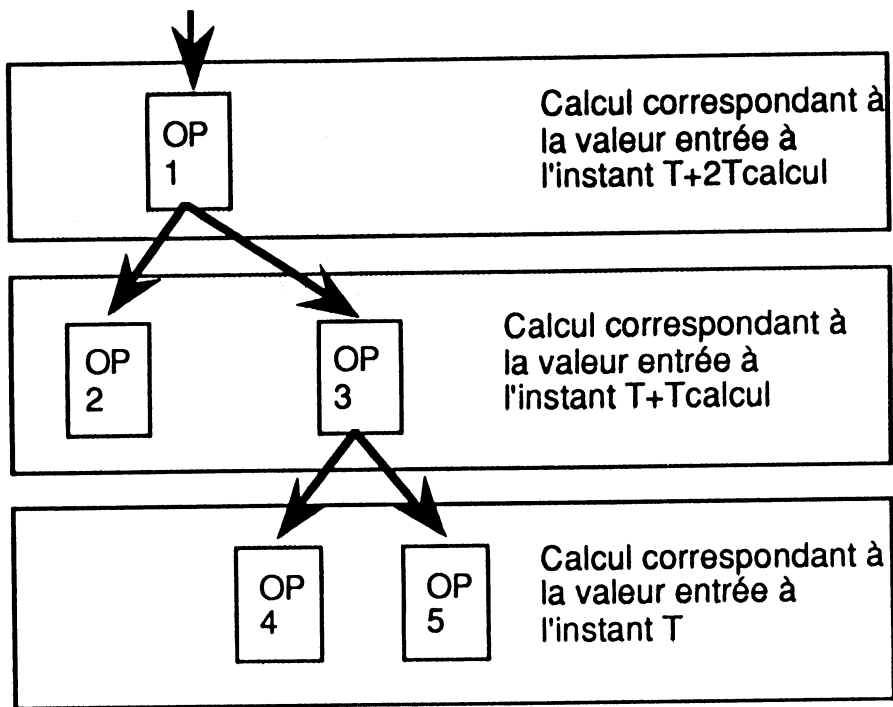 OP
1
Calcul correspondant à
la valeur entrée à
l'instant T+2Tcalcul
OP
2
OP
3
Calcul correspondant à
la valeur entrée à
l'instant T+Tcalcul
OP
4
OP
5
Calcul correspondant à
la valeur entrée à
l'instant T